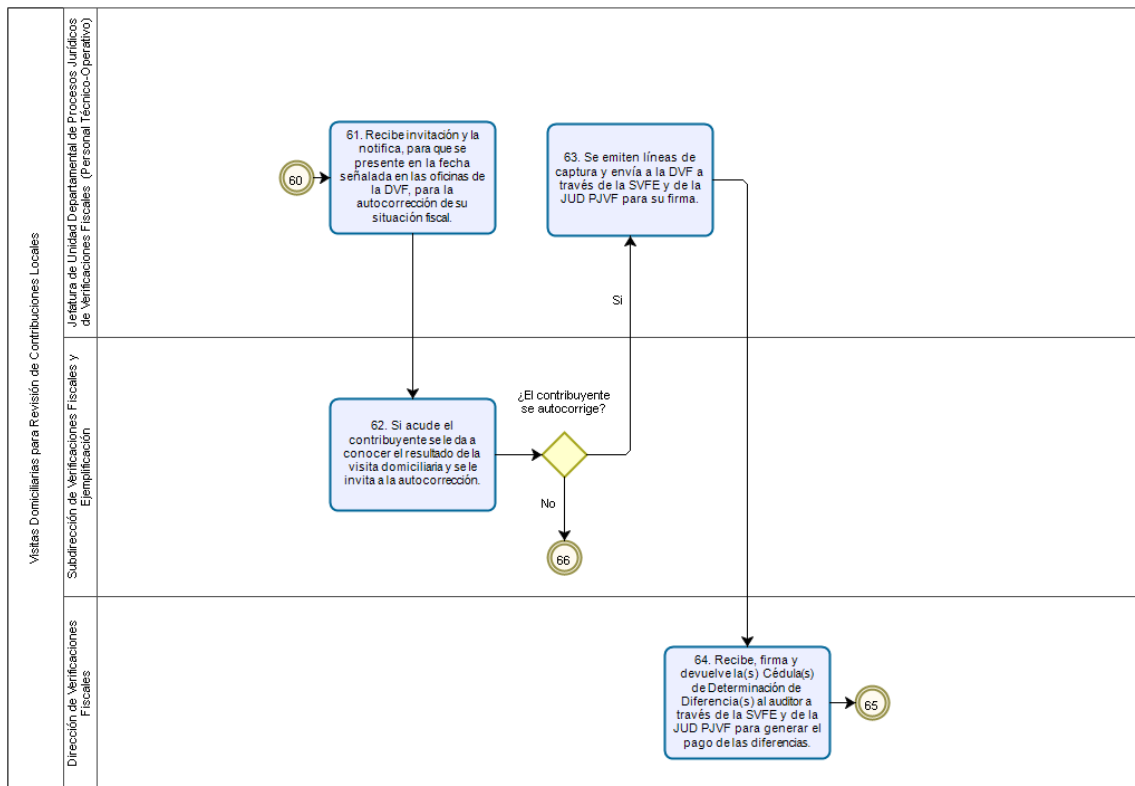 Visitas Domiciliarias para Revisión de Contribuciones Locales
Jefatura de Unidad Departamental de Procesos Jurídicos
de Verificaciones Fiscales (Personal Técnico-Operativo)
60
61. Recibe invitación y la
notifica, para que se
presente en la fecha
señalada en las oficinas de
la DVF, para la
autocorrección de su
situación fiscal.
63. Se emiten líneas de
captura y envía a la DVF a
través de la SVFE y de la
JUD PJVF para su firma.
Si
Subdirección de Verificaciones Fiscales y
Ejemplificación
62. Si acude el
contribuyente se le da a
conocer el resultado de la
visita domiciliaria y se le
invita a la autocorrección.
¿El contribuyente
se autocorrige?
No
66
Dirección de Verificaciones
Fiscales
64. Recibe, firma y
devuelve la(s) Cédula(s)
de Determinación de
Diferencia(s) al auditor a
través de la SVFE y de la
JUD PJVF para generar el
pago de las diferencias.
65